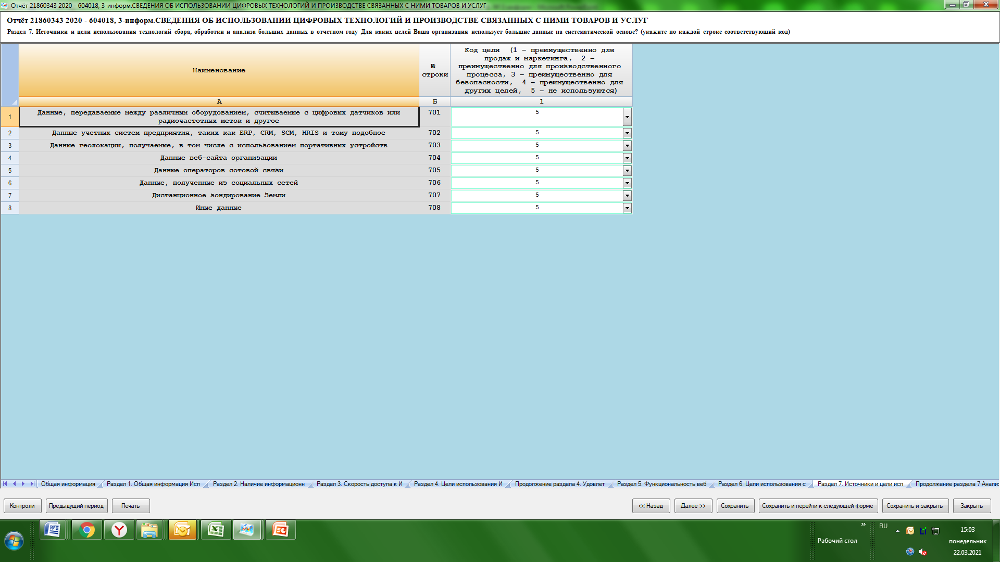 Отчёт 21860343 2020 - 604018, 3-информ.СВЕДЕНИЯ ОБ ИСПОЛЬЗОВАНИИ ЦИФРОВЫХ ТЕХНОЛОГИЙ И ПРОИЗВОДСТВЕ СВЯЗАННЫХ С НИМИ ТОВАРОВ И УСЛУГ
Отчёт 21860343 2020 - 604018, 3-информ.СВЕДЕНИЯ ОБ ИСПОЛЬЗОВАНИИ ЦИФРОВЫХ ТЕХНОЛОГИЙ И ПРОИЗВОДСТВЕ СВЯЗАННЫХ С НИМИ ТОВАРОВ И УСЛУГ
Раздел 7. Источники и цели использования технологий сбора, обработки и анализа больших данных в отчетном году Для каких целей Ваша организация использует большие данные на систематической основе? (укажите по каждой строке соответствующий код)
Наименование
№
строки
Код цели (1 – преимущественно для
продаж и маркетинга, 2 –
преимущественно для производственного
процесса, 3 – преимущественно для
безопасности, 4 – преимущественно для
других целей, 5 – не используются)
А Б 1
1 Данные, передаваемые между различным оборудованием, считываемые с цифровых датчиков или 701 5
радиочастотных меток и другое
2 Данные учетных систем предприятия, таких как ERP, CRM, SCM, HRIS и тому подобное 702 5
3 Данные геолокации, получаемые, в том числе с использованием портативных устройств 703 5
4 Данные веб-сайта организации 704 5
5 Данные операторов сотовой связи 705 5
6 Данные, полученные из социальных сетей 706 5
7 Дистанционное зондирование Земли 707 5
8 Иные данные 708 5
Общая информация Раздел 1. Общая информация Исп Раздел 2. Наличие информационн Раздел 3. Скорость доступа к И Раздел 4. Цели использования И Продолжение раздела 4. Удовлет Раздел 5. Функциональность веб Раздел 6. Цели использования с Раздел 7. Источники и цели исп Продолжение раздела 7 Анали
Контроли Предыдущий период Печать << Назад Далее >> Сохранить Сохранить и перейти к следующей форме Сохранить и закрыть Закрыть
Рабочий стол
»
RU
15:03
понедельник
22.03.2021